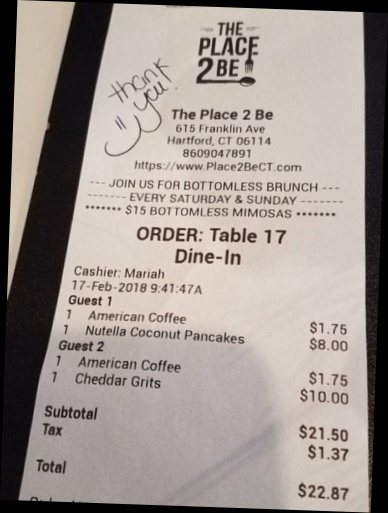 THE
PLACE
2 BE
thank
you!
The Place 2 Be
615 Franklin Ave
Hartford, CT 06114
8609047891
https://www.Place2BeCT.com
--- JOIN US FOR BOTTOMLESS BRUNCH ---
------- EVERY SATURDAY & SUNDAY -------
******* $15 BOTTOMLESS MIMOSAS *******
ORDER: Table 17
Dine-In
Cashier: Mariah
17-Feb-2018 9:41:47A
Guest 1
1 American Coffee $1.75
1 Nutella Coconut Pancakes $8.00
Guest 2
1 American Coffee $1.75
1 Cheddar Grits $10.00
Subtotal $21.50
Tax $1.37
Total $22.87